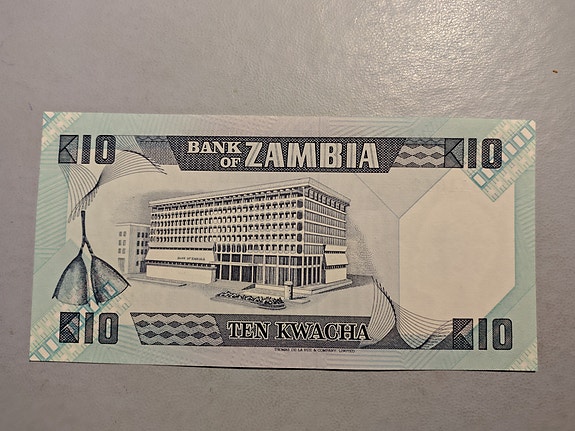 K10
BANK OF ZAMBIA
K10
BANK OF ZAMBIA
K10
TEN KWACHA
K10
THOMAS DE LA RUE & COMPANY, LIMITED